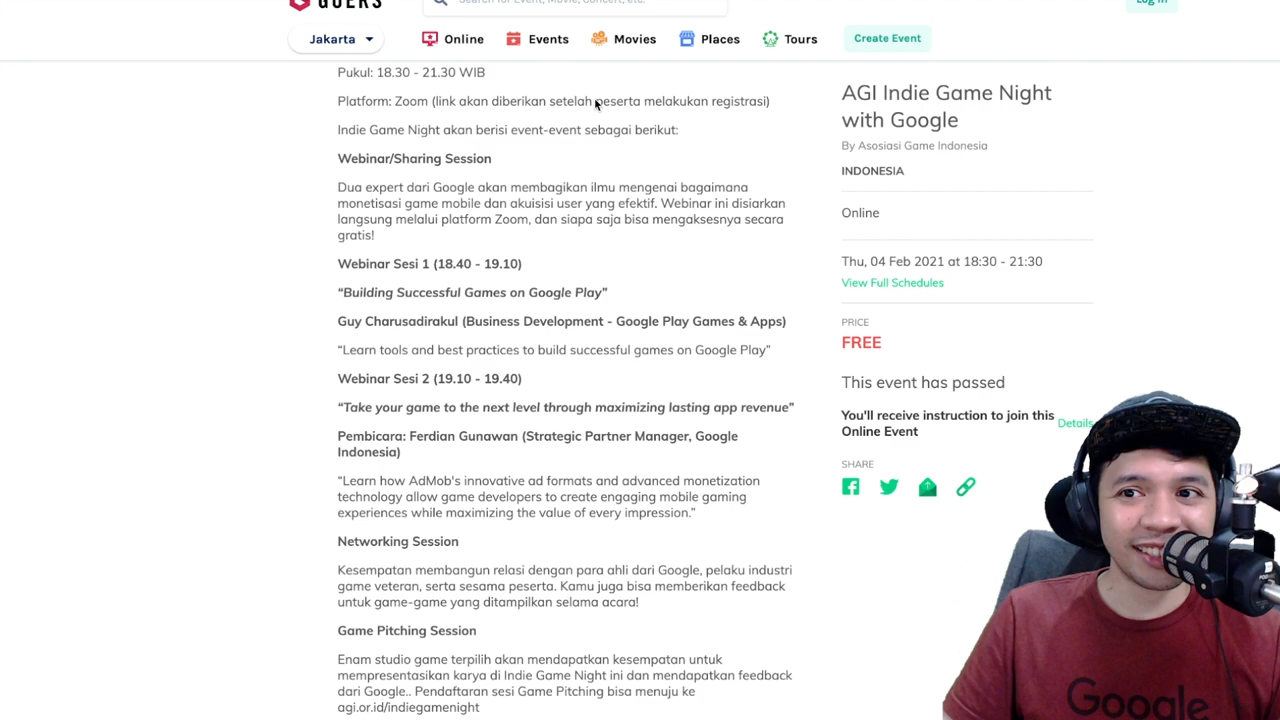 GOERS
Search for Event, Movie, Concert, etc.
Log In
Jakarta
Online
Events
Movies
Places
Tours
Create Event
Pukul: 18.30 - 21.30 WIB
Platform: Zoom (link akan diberikan setelah peserta melakukan registrasi)
Indie Game Night akan berisi event-event sebagai berikut:
Webinar/Sharing Session
Dua expert dari Google akan membagikan ilmu mengenai bagaimana
monetisasi game mobile dan akuisisi user yang efektif. Webinar ini disiarkan
langsung melalui platform Zoom, dan siapa saja bisa mengaksesnya secara
gratis!
Webinar Sesi 1 (18.40 - 19.10)
“Building Successful Games on Google Play”
Guy Charusadirakul (Business Development - Google Play Games & Apps)
“Learn tools and best practices to build successful games on Google Play”
Webinar Sesi 2 (19.10 - 19.40)
“Take your game to the next level through maximizing lasting app revenue”
Pembicara: Ferdian Gunawan (Strategic Partner Manager, Google
Indonesia)
“Learn how AdMob's innovative ad formats and advanced monetization
technology allow game developers to create engaging mobile gaming
experiences while maximizing the value of every impression.”
Networking Session
Kesempatan membangun relasi dengan para ahli dari Google, pelaku industri
game veteran, serta sesama peserta. Kamu juga bisa memberikan feedback
untuk game-game yang ditampilkan selama acara!
Game Pitching Session
Enam studio game terpilih akan mendapatkan kesempatan untuk
mempresentasikan karya di Indie Game Night ini dan mendapatkan feedback
dari Google.. Pendaftaran sesi Game Pitching bisa menuju ke
agi.or.id/indiegamenight
AGI Indie Game Night
with Google
By Asosiasi Game Indonesia
INDONESIA
Online
Thu, 04 Feb 2021 at 18:30 - 21:30
View Full Schedules
PRICE
FREE
This event has passed
You'll receive instruction to join this
Online Event
Details
SHARE
Google